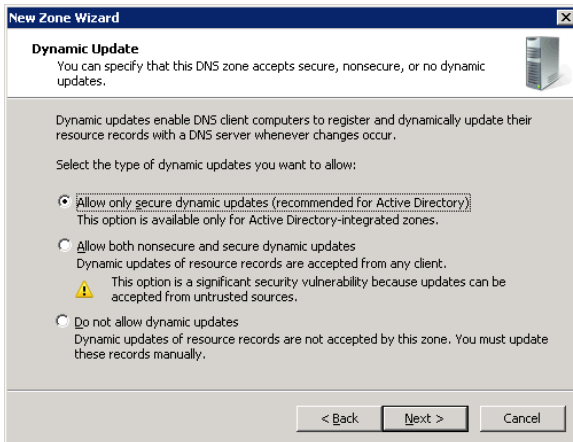 New Zone Wizard
Dynamic Update
You can specify that this DNS zone accepts secure, nonsecure, or no dynamic
updates.
Dynamic updates enable DNS client computers to register and dynamically update their
resource records with a DNS server whenever changes occur.
Select the type of dynamic updates you want to allow:
Allow only secure dynamic updates (recommended for Active Directory)
This option is available only for Active Directory-integrated zones.
Allow both nonsecure and secure dynamic updates
Dynamic updates of resource records are accepted from any client.
This option is a significant security vulnerability because updates can be
accepted from untrusted sources.
Do not allow dynamic updates
Dynamic updates of resource records are not accepted by this zone. You must update
these records manually.
< Back Next > Cancel